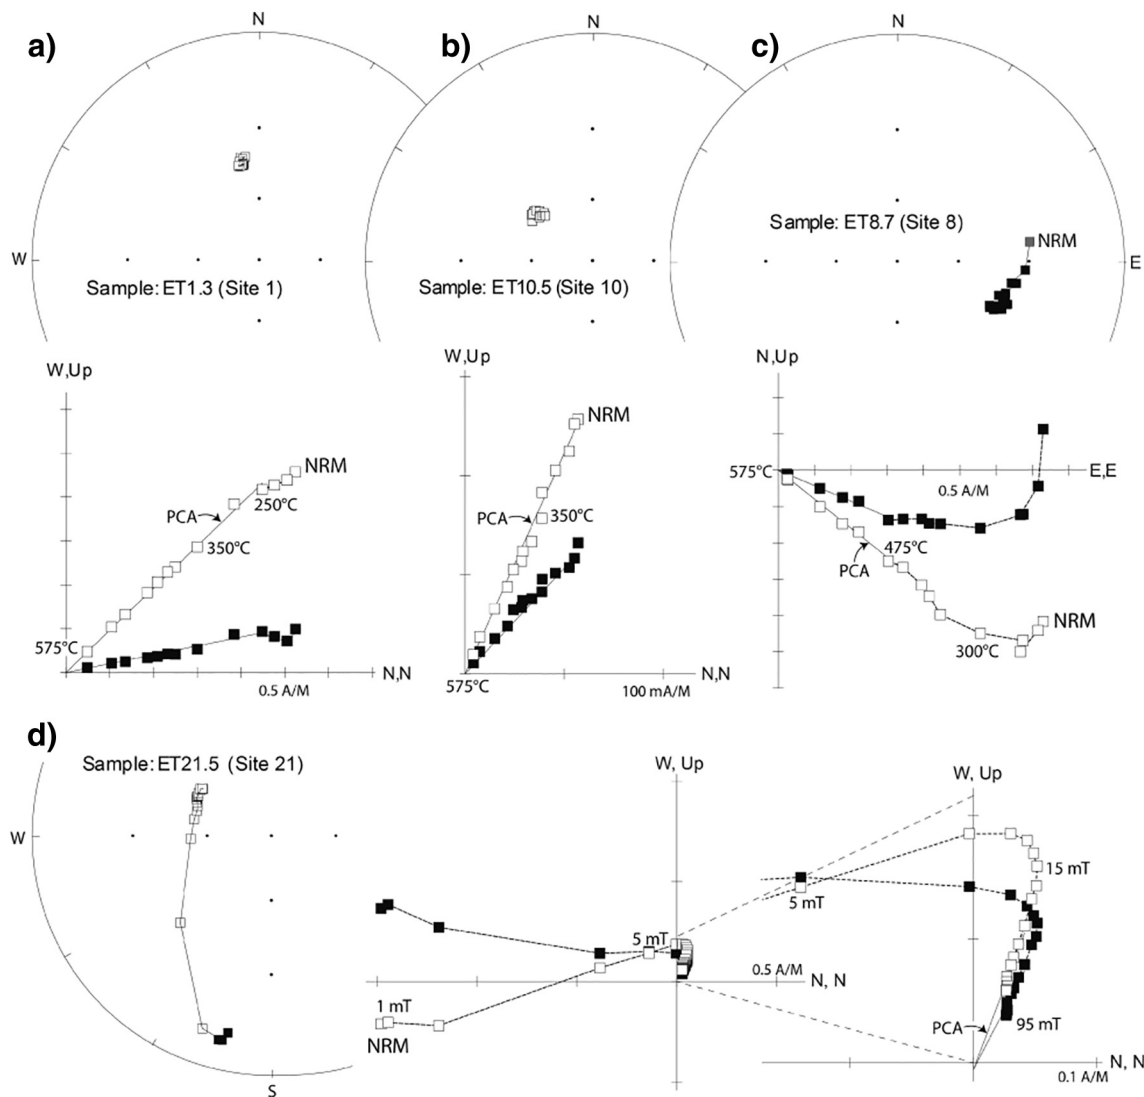 a)
N
W
Sample: ET1.3 (Site 1)
b)
N
Sample: ET10.5 (Site 10)
c)
N
Sample: ET8.7 (Site 8)
NRM
E
W,Up
NRM
250°C
PCA
350°C
575°C
0.5 A/M
N,N
W,Up
NRM
PCA
350°C
575°C
100 mA/M
N,N
N,Up
575°C
E,E
0.5 A/M
475°C
PCA
NRM
300°C
d)
Sample: ET21.5 (Site 21)
W
S
W, Up
5 mT
0.5 A/M
N, N
1 mT
NRM
W, Up
15 mT
5 mT
PCA
95 mT
0.1 A/M
N, N